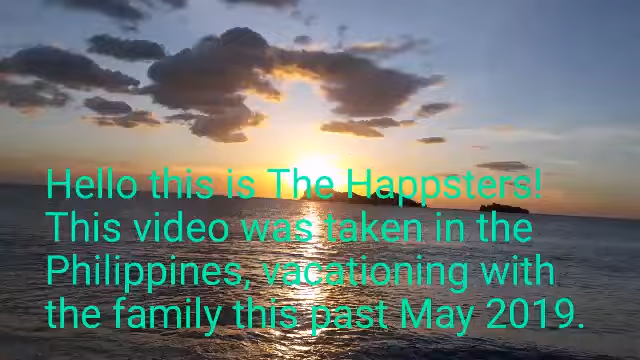 Hello this is The Happsters!
This video was taken in the
Philippines, vacationing with
the family this past May 2019.